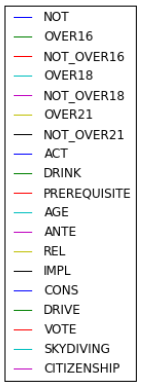 NOT
OVER16
NOT_OVER16
OVER18
NOT_OVER18
OVER21
NOT_OVER21
ACT
DRINK
PREREQUISITE
AGE
ANTE
REL
IMPL
CONS
DRIVE
VOTE
SKYDIVING
CITIZENSHIP